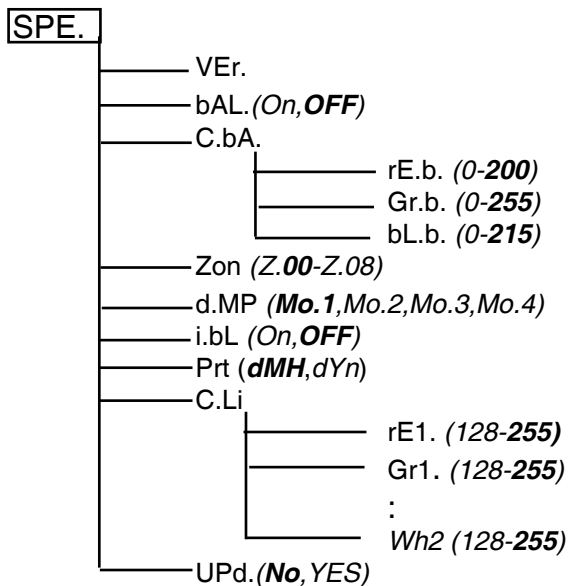 SPE.
VEr.
bAL.(On,OFF)
C.bA.
rE.b. (0-200)
Gr.b. (0-255)
bL.b. (0-215)
Zon (Z.00-Z.08)
d.MP (Mo.1,Mo.2,Mo.3,Mo.4)
i.bL (On,OFF)
Prt (dMH,dYn)
C.Li
rE1. (128-255)
Gr1. (128-255)
:
Wh2 (128-255)
UPd.(No,YES)